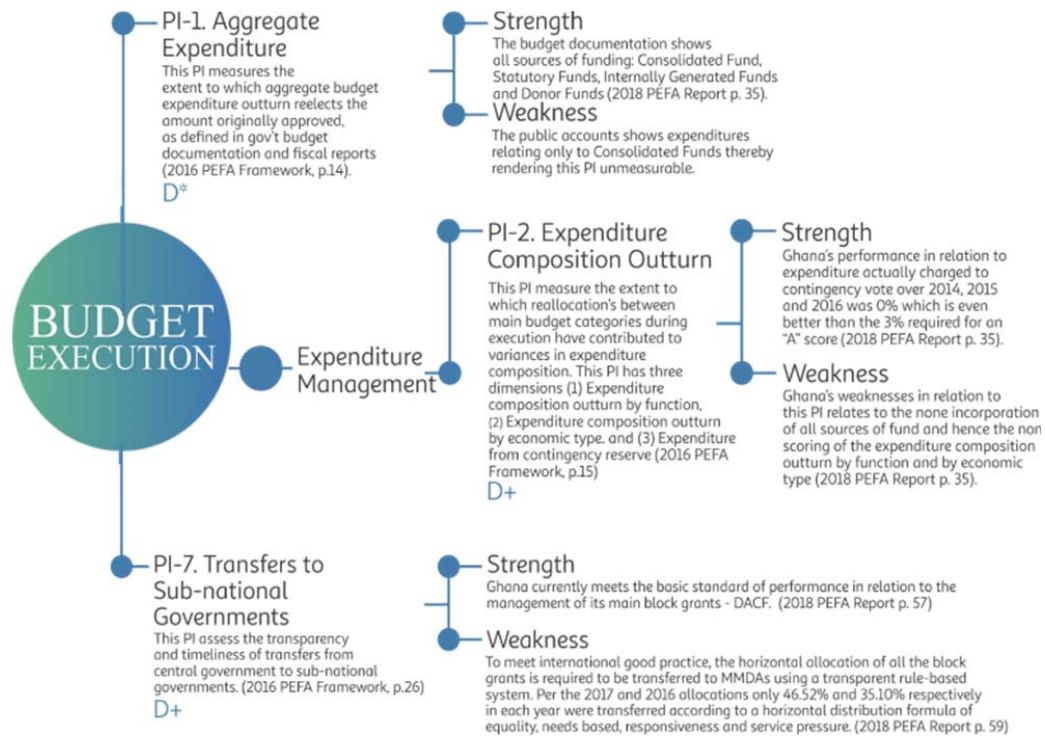 PI-1. Aggregate
Expenditure
This PI measures the
extent to which aggregate budget
expenditure outturn reelects the
amount originally approved,
as defined in gov't budget
documentation and fiscal reports
(2016 PEFA Framework, p.14).
D*
Strength
The budget documentation shows
all sources of funding: Consolidated Fund,
Statutory Funds, Internally Generated Funds
and Donor Funds (2018 PEFA Report p. 35).
Weakness
The public accounts shows expenditures
relating only to Consolidated Funds thereby
rendering this PI unmeasurable.
BUDGET
EXECUTION
Expenditure
Management
PI-2. Expenditure
Composition Outturn
This PI measure the extent to
which reallocation's between
main budget categories during
execution have contributed to
variances in expenditure
composition. This PI has three
dimensions (1) Expenditure
composition outturn by function,
(2) Expenditure composition outturn
by economic type. and (3) Expenditure
from contingency reserve (2016 PEFA
Framework, p.15)
D+
Strength
Ghana's performance in relation to
expenditure actually charged to
contingency vote over 2014, 2015
and 2016 was 0% which is even
better than the 3% required for an
"A" score (2018 PEFA Report p. 35).
Weakness
Ghana's weaknesses in relation to
this PI relates to the none incorporation
of all sources of fund and hence the non
scoring of the expenditure composition
outturn by function and by economic
type (2018 PEFA Report p. 35).
PI-7. Transfers to
Sub-national
Governments
This PI assess the transparency
and timeliness of transfers from
central government to sub-national
governments. (2016 PEFA Framework, p.26)
D+
Strength
Ghana currently meets the basic standard of performance in relation to the
management of its main block grants - DACF. (2018 PEFA Report p. 57)
Weakness
To meet international good practice, the horizontal allocation of all the block
grants is required to be transferred to MMDAs using a transparent rule-based
system. Per the 2017 and 2016 allocations only 46.52% and 35.10% respectively
in each year were transferred according to a horizontal distribution formula of
equality, needs based, responsiveness and service pressure. (2018 PEFA Report p. 59)